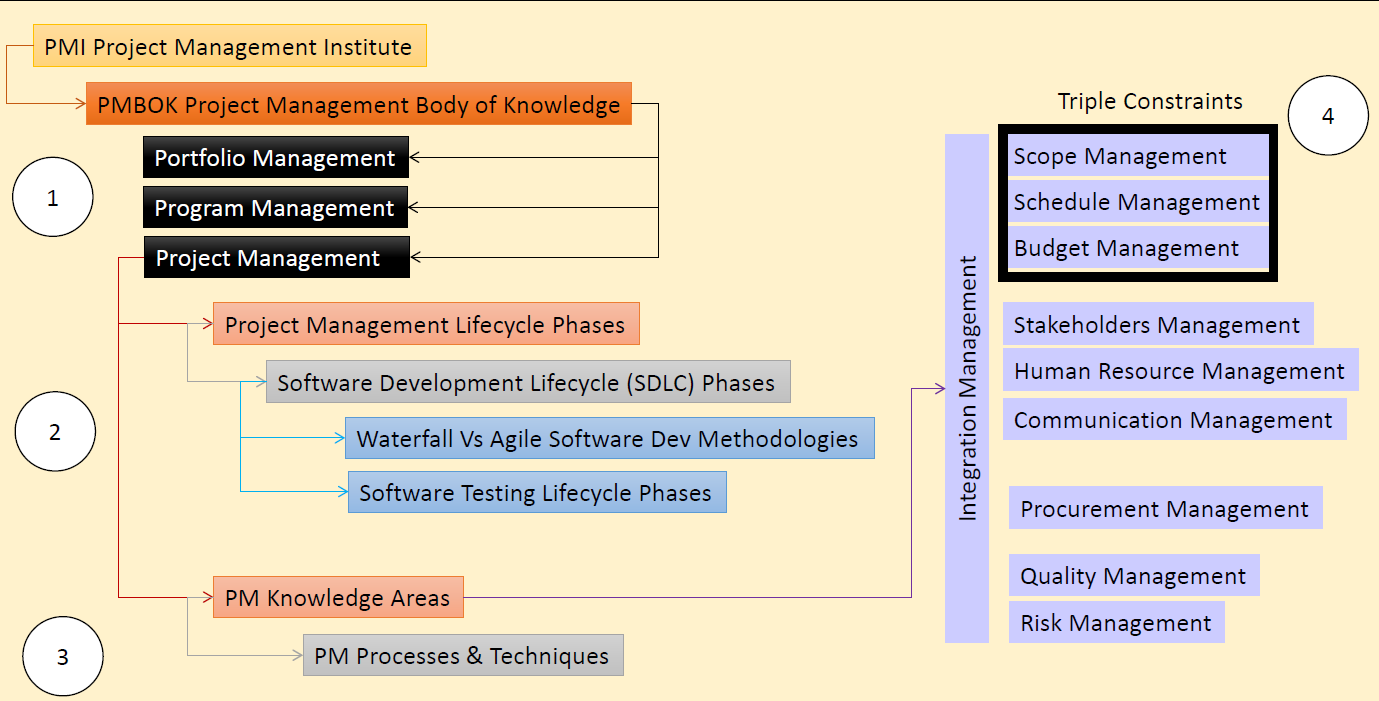 PMI Project Management Institute
PMBOK Project Management Body of Knowledge
Portfolio Management
1
Program Management
Project Management
Project Management Lifecycle Phases
Software Development Lifecycle (SDLC) Phases
2
Waterfall Vs Agile Software Dev Methodologies
Software Testing Lifecycle Phases
PM Knowledge Areas
3
PM Processes & Techniques
Integration Management
Triple Constraints
4
Scope Management
Schedule Management
Budget Management
Stakeholders Management
Human Resource Management
Communication Management
Procurement Management
Quality Management
Risk Management